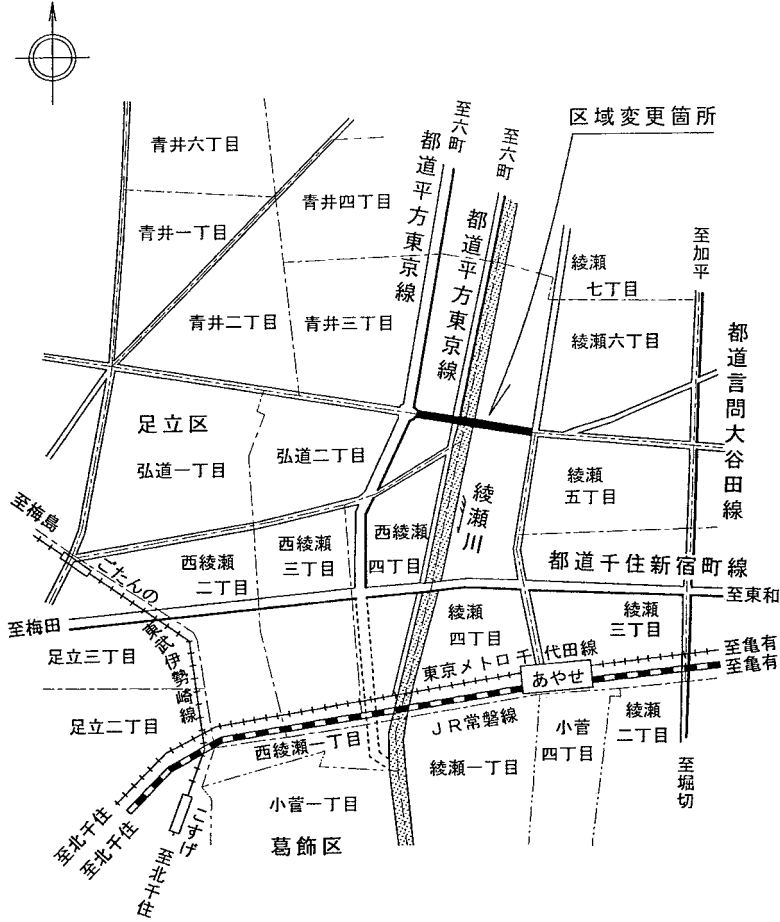 区域変更箇所
至六町
至六町
都道平方東京線
都道平方東京線
青井六丁目
青井四丁目
青井一丁目
青井二丁目
青井三丁目
綾瀬
七丁目
至加平
綾瀬六丁目
都道言問大谷田線
足立区
弘道一丁目
弘道二丁目
綾瀬
五丁目
綾瀬川
至梅島
ごたんの
西綾瀬
二丁目
西綾瀬
三丁目
西綾瀬
四丁目
都道千住新宿町線
至東和
至梅田
東武伊勢崎線
綾瀬
四丁目
綾瀬
三丁目
足立三丁目
東京メトロ千代田線
あやせ
至亀有
至亀有
足立二丁目
西綾瀬一丁目
JR常磐線
綾瀬一丁目
小菅
四丁目
綾瀬
二丁目
至堀切
小菅一丁目
葛飾区
こすげ
至北千住
至北千住
至北千住